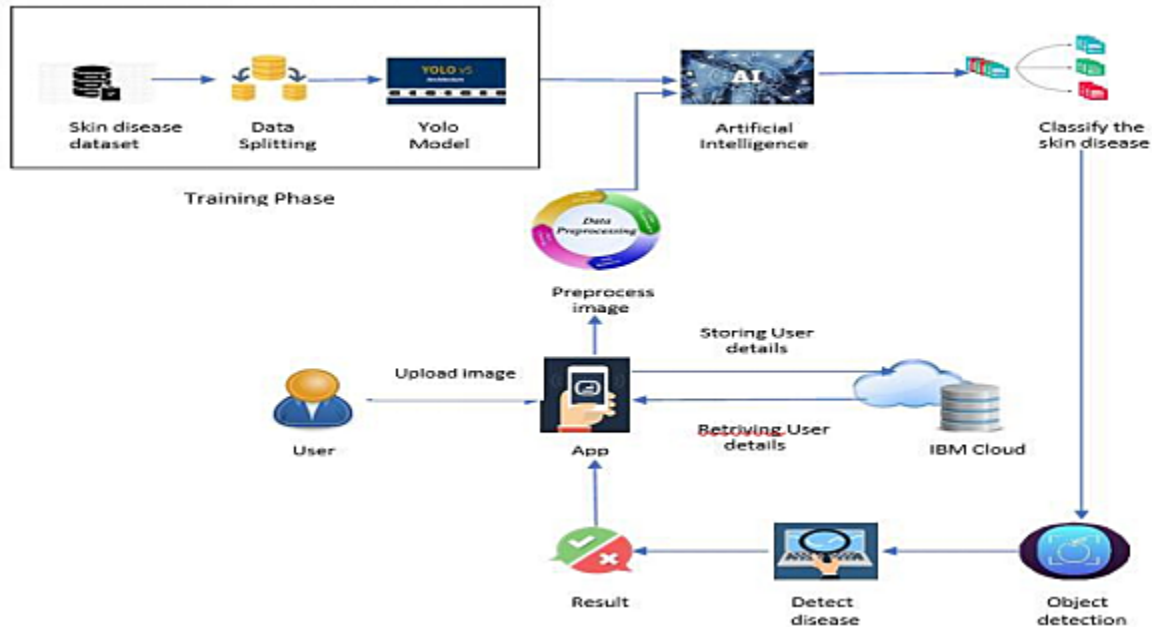 YOLO v5
Architecture
AI
Skin disease
dataset
Data
Splitting
Yolo
Model
Artificial
Intelligence
Classify the
skin disease
Training Phase
Data
Preprocessing
Preprocess
image
Storing User
details
Upload image
Retriving User
details
User
App
IBM Cloud
Result
Detect
disease
Object
detection